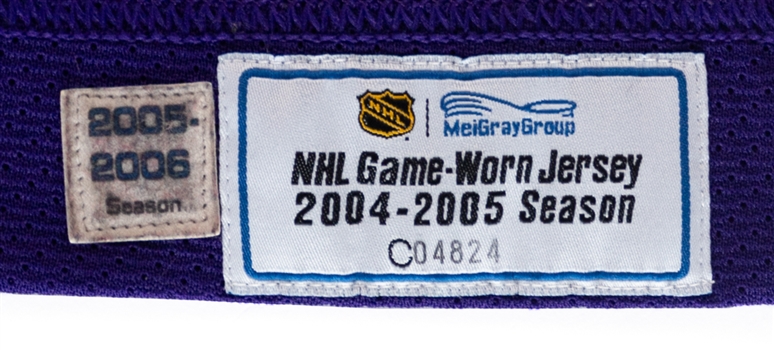 2005-
2006
Season
NHL
MeiGrayGroup
NHL Game-Worn Jersey
2004-2005 Season
C04824